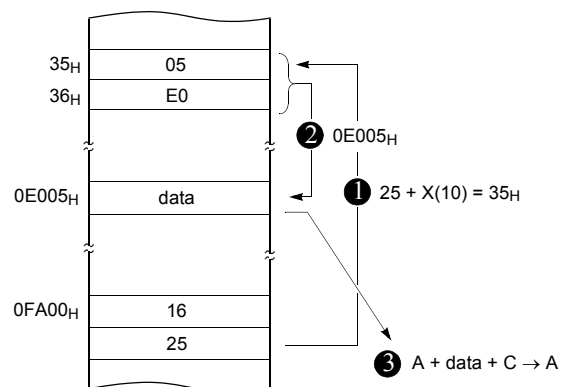 35H 05
36H E0
2 0E005H
0E005H data
1 25 + X(10) = 35H
0FA00H 16
25
3 A + data + C → A